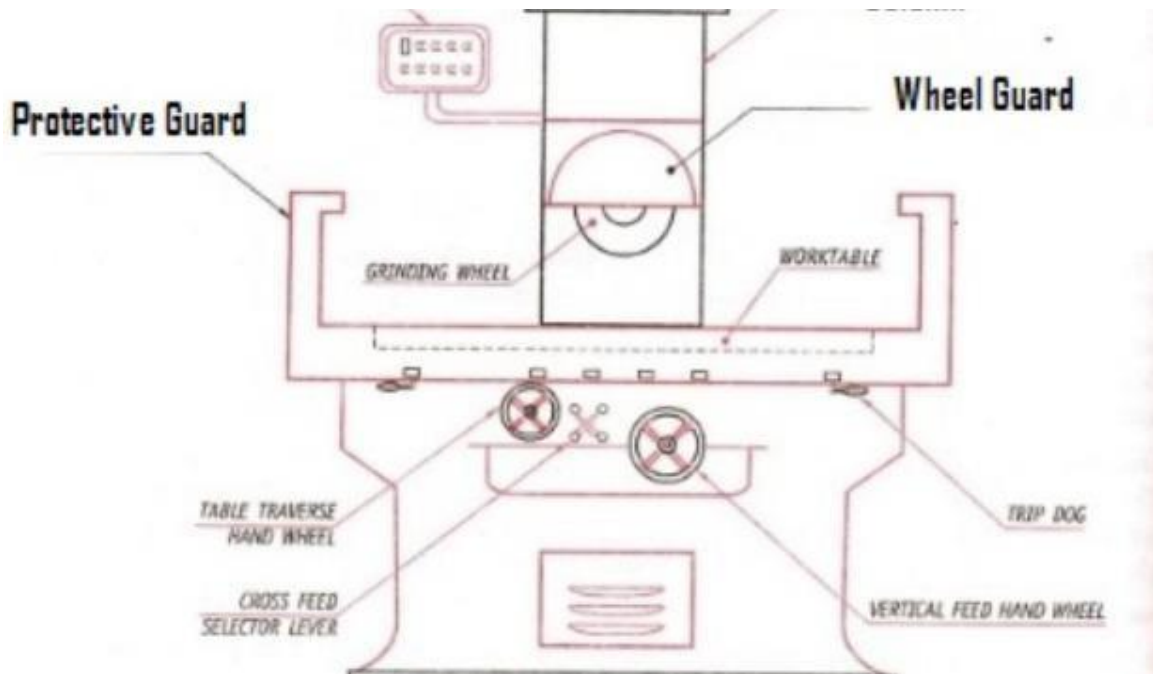 Wheel Guard
Protective Guard
GRINDING WHEEL
WORKTABLE
TABLE TRAVERSE
HAND WHEEL
TRIP DOG
CROSS FEED
SELECTOR LEVER
VERTICAL FEED HAND WHEEL